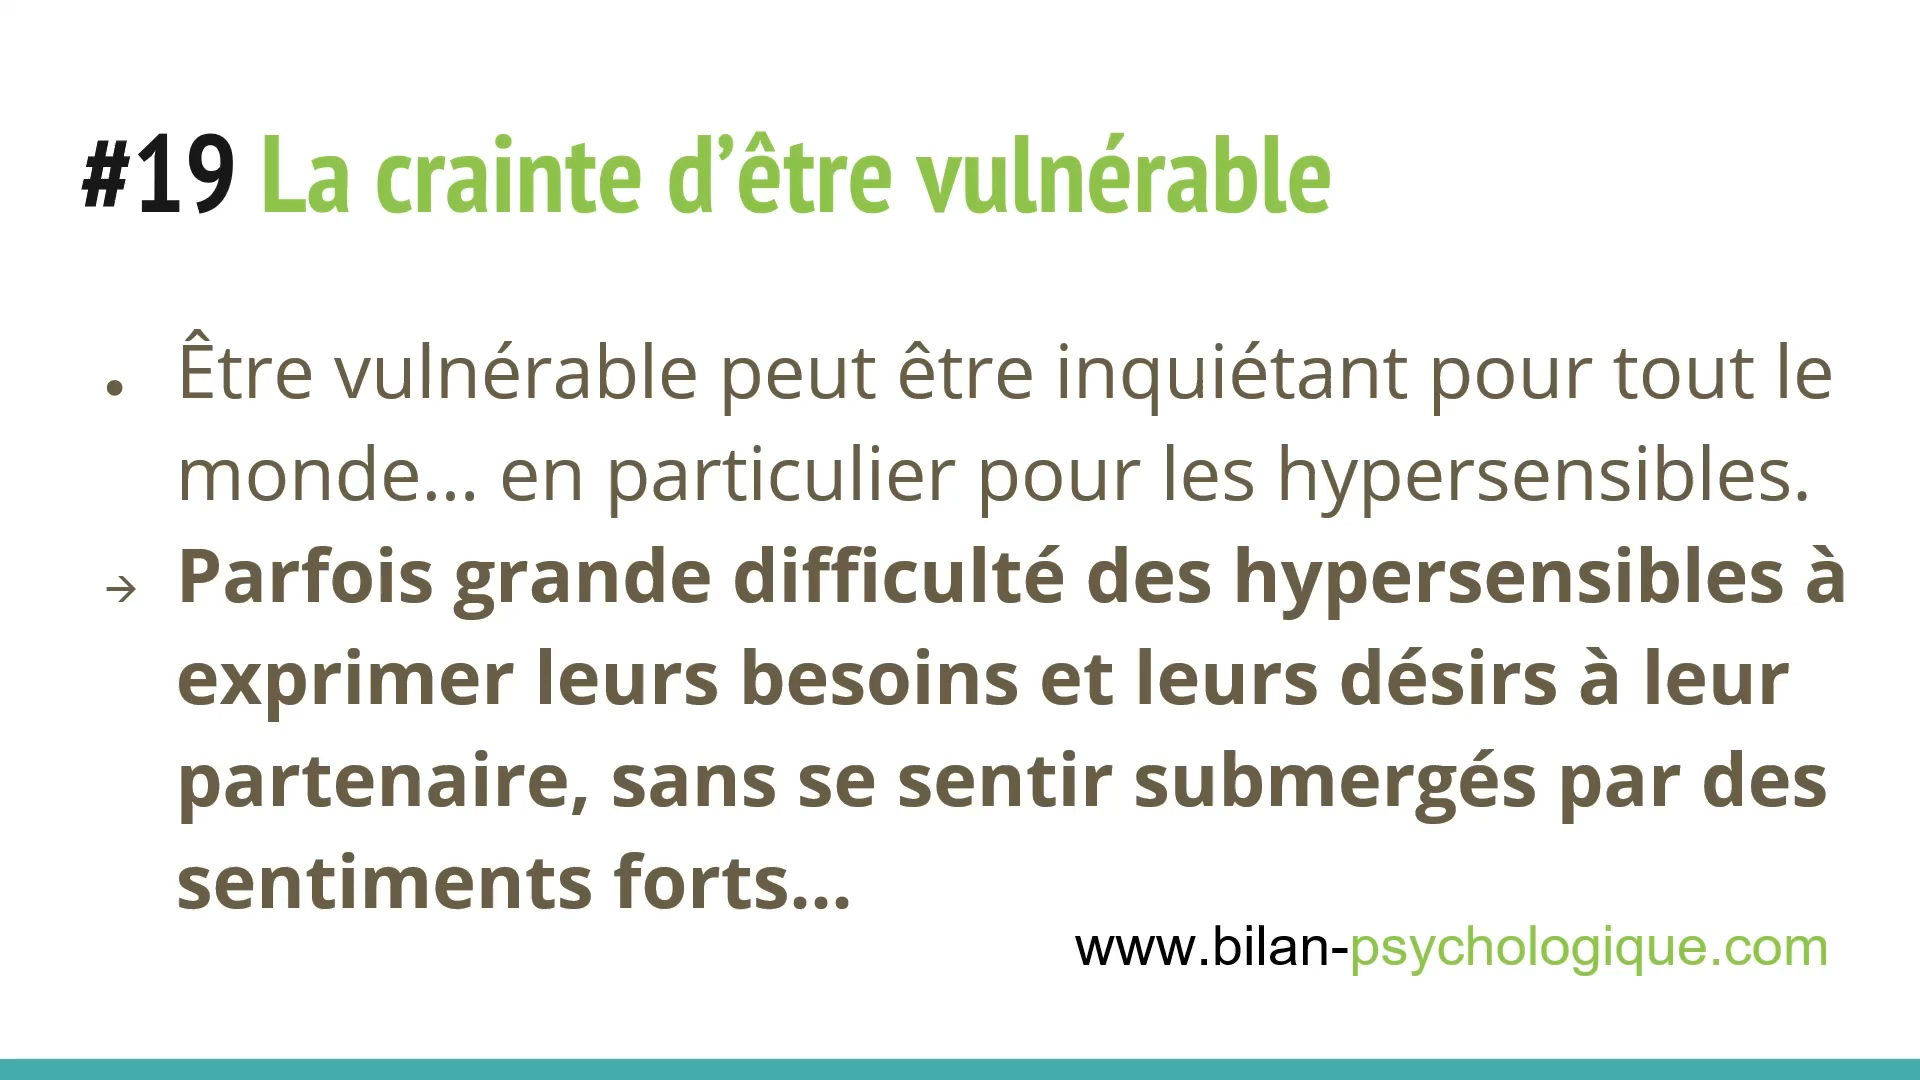 #19 La crainte d’être vulnérable
• Être vulnérable peut être inquiétant pour tout le
monde... en particulier pour les hypersensibles.
→ Parfois grande difficulté des hypersensibles à
exprimer leurs besoins et leurs désirs à leur
partenaire, sans se sentir submergés par des
sentiments forts...
www.bilan-psychologique.com